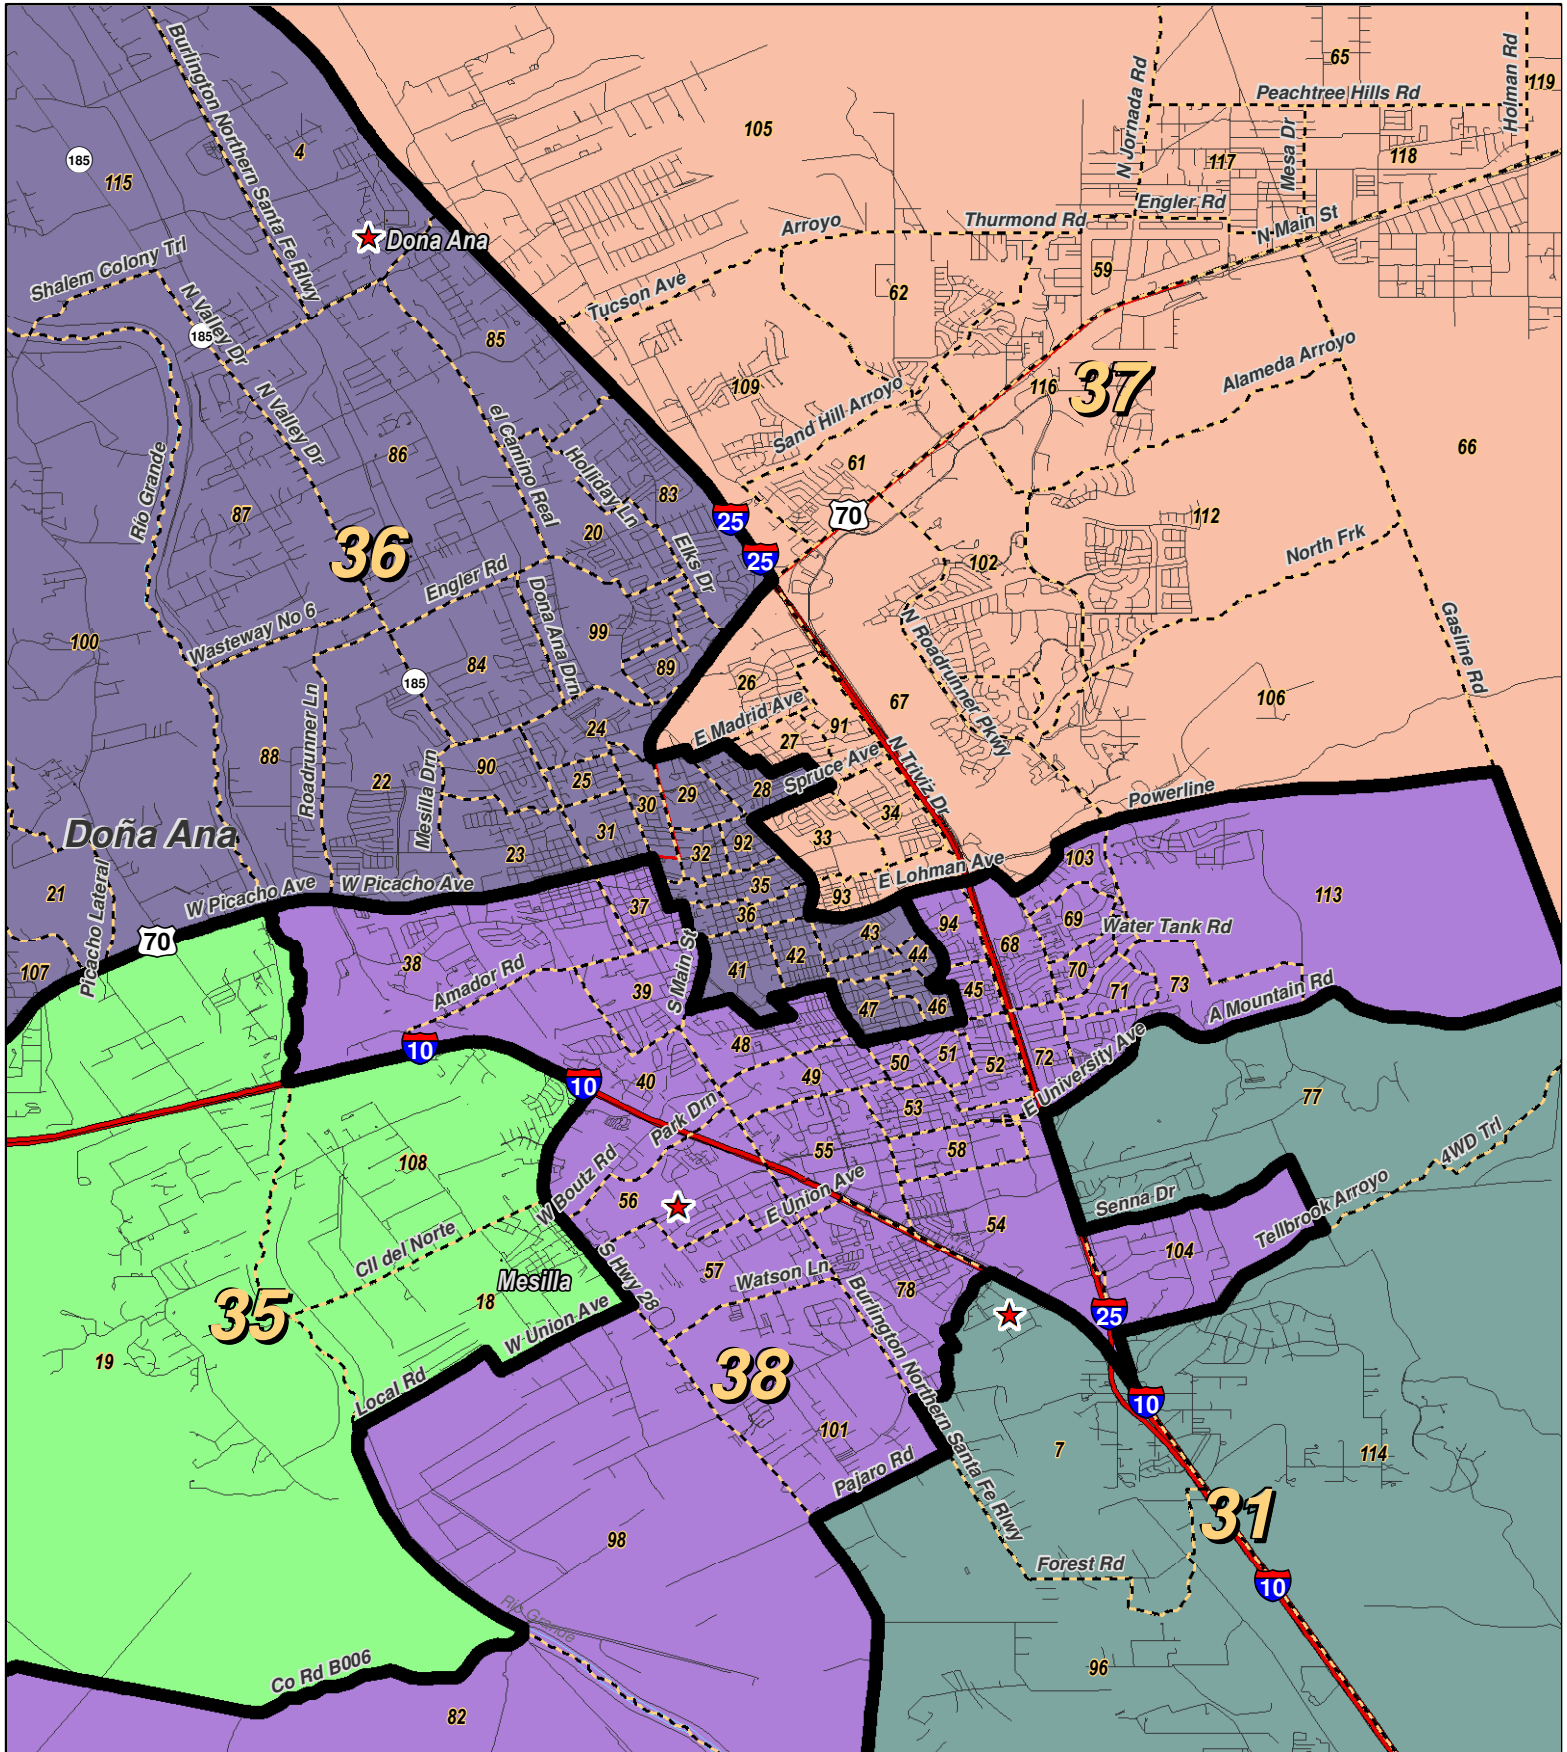 65
119
Peachtree Hills Rd
Holman Rd
Burlington Northern Santa Fe Rlwy
N Jornada Rd
105
4
185
115
117
Mesa Dr
118
Engler Rd
Thurmond Rd
Arroyo
N Main St
Doña Ana
Shalem Colony Trl
59
62
Tucson Ave
N Valley Dr
185
85
109
116
37
Alameda Arroyo
Sand Hill Arroyo
N Valley Dr
el Camino Real
86
61
66
Rio Grande
Holliday Ln
83
87
20
25
70
112
36
25
102
North Frk
Elks Dr
Engler Rd
Dona Ana Drn
Wasteway No 6
99
100
N Roadrunner Pkwy
Gasline Rd
84
89
185
26
67
106
Roadrunner Ln
E Madrid Ave
91
24
27
88
90
22
25
Mesilla Drn
Spruce Ave
N Triviz Dr
29
28
30
Powerline
Doña Ana
31
34
33
92
32
23
E Lohman Ave
103
W Picacho Ave
W Picacho Ave
35
93
21
Picacho Lateral
37
36
113
69
Water Tank Rd
94
43
70
68
42
44
38
Amador Rd
S Main St
41
70
107
39
45
71
73
A Mountain Rd
47
46
10
48
51
50
52
72
E University Ave
10
40
49
77
Park Drn
53
4WD Trl
55
58
108
W Boutz Rd
56
E Union Ave
Senna Dr
Tellbrook Arroyo
54
Cll del Norte
104
S Hwy 28
57
Watson Ln
Mesilla
78
18
35
W Union Ave
25
Burlington Northern Santa Fe Rlwy
19
38
Local Rd
10
101
7
114
Pajaro Rd
31
98
Forest Rd
10
Rio Grande
Co Rd B006
96
82